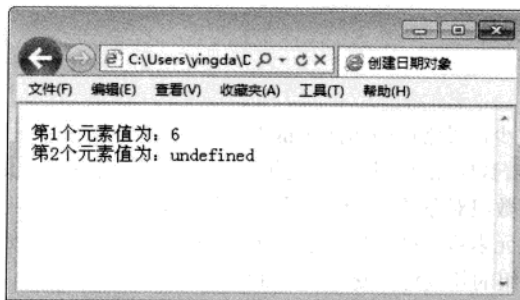 C:\Users\yingda\D
创建日期对象
文件(F) 编辑(E) 查看(V) 收藏夹(A) 工具(T) 帮助(H)
第1个元素值为：6
第2个元素值为：undefined